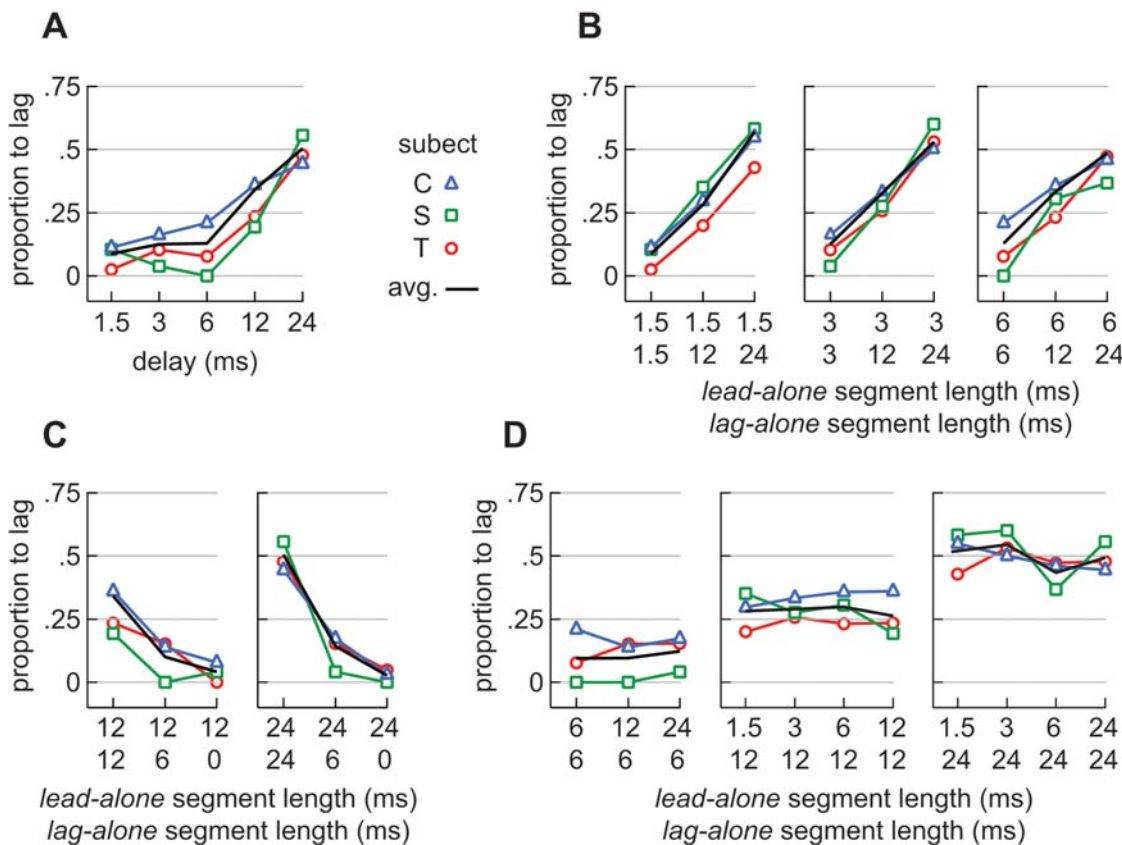 A
proportion to lag
.75
.5
.25
0
1.5 3 6 12 24
delay (ms)
subect
C
S
T
avg.
B
proportion to lag
.75
.5
.25
0
1.5 1.5 1.5 3 3 3 6 6 6
1.5 12 24 3 12 24 6 12 24
lead-alone segment length (ms)
lag-alone segment length (ms)
C
proportion to lag
.75
.5
.25
0
12 12 12 24 24 24
12 6 0 24 6 0
lead-alone segment length (ms)
lag-alone segment length (ms)
D
proportion to lag
.75
.5
.25
0
6 12 24 1.5 3 6 12 1.5 3 6 24
6 6 6 12 12 12 12 24 24 24 24
lead-alone segment length (ms)
lag-alone segment length (ms)